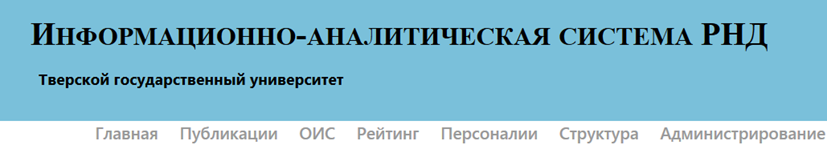 Информационно-аналитическая система РНД
Тверской государственный университет
Главная Публикации ОИС Рейтинг Персоналии Структура Администрирование